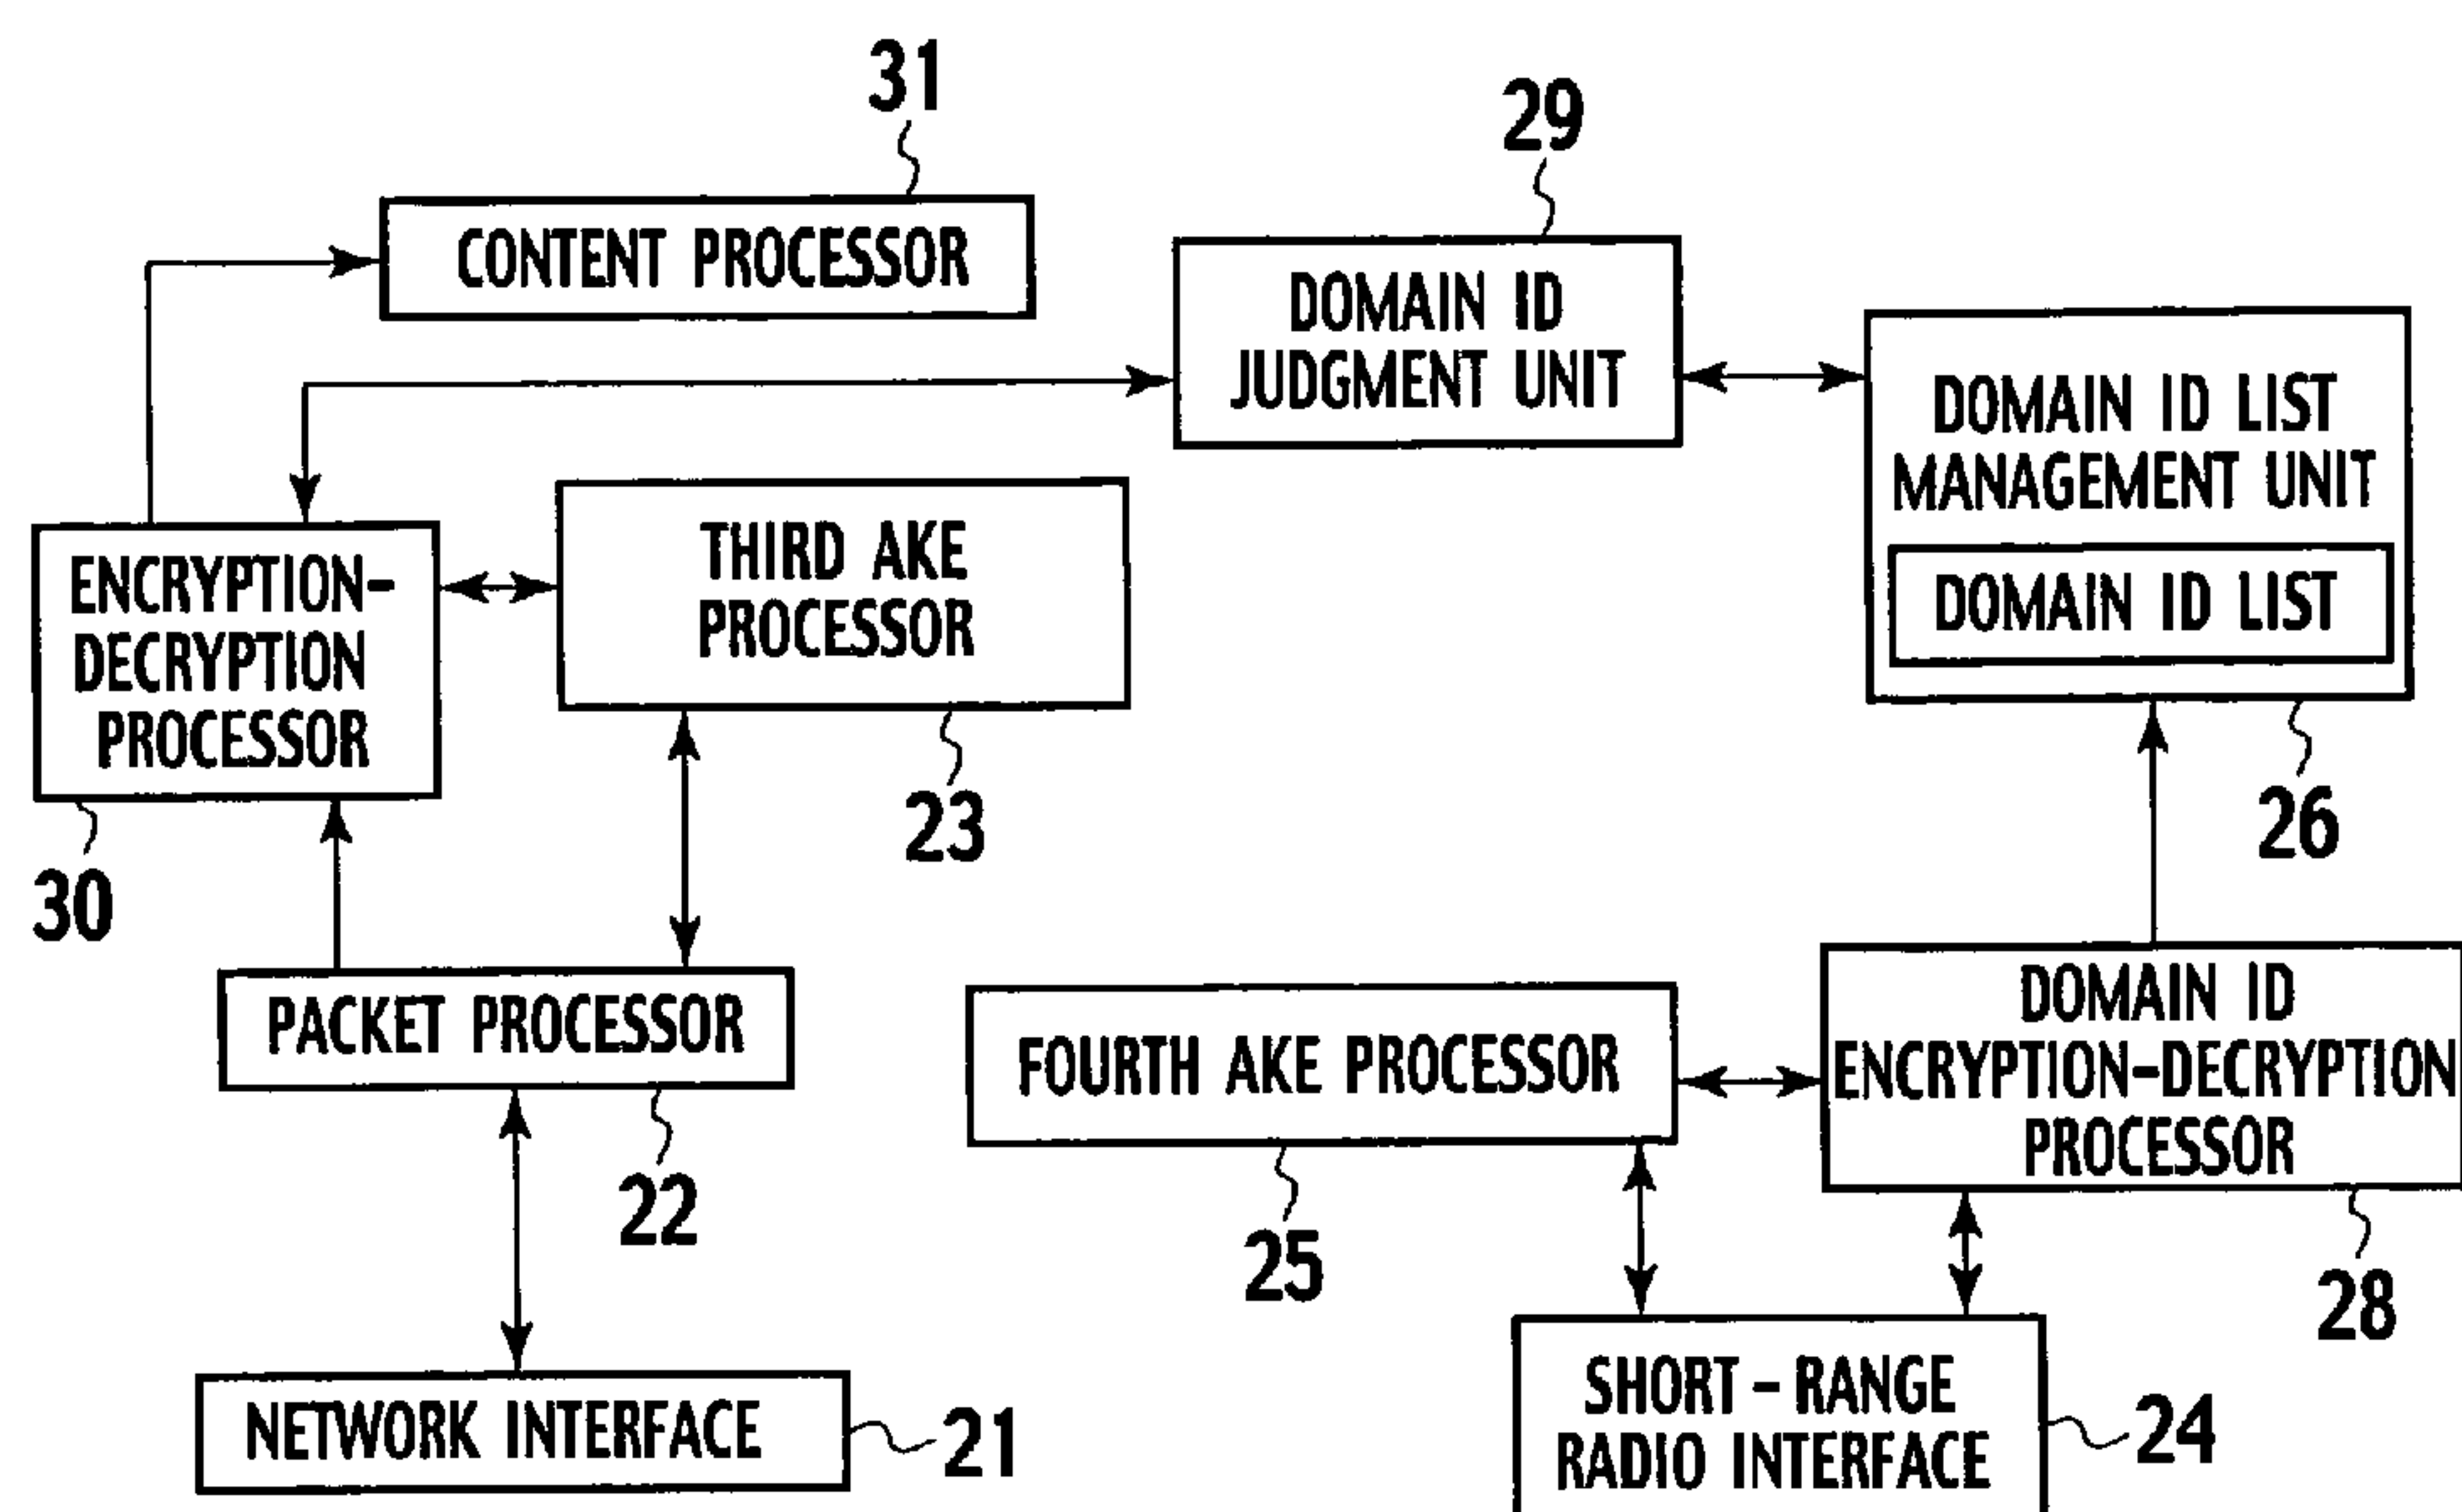 31
29
CONTENT PROCESSOR
DOMAIN ID
JUDGMENT UNIT
DOMAIN ID LIST
MANAGEMENT UNIT
DOMAIN ID LIST
26
ENCRYPTION-
DECRYPTION
PROCESSOR
30
THIRD AKE
PROCESSOR
23
PACKET PROCESSOR
22
FOURTH AKE PROCESSOR
25
DOMAIN ID
ENCRYPTION-DECRYPTION
PROCESSOR
28
NETWORK INTERFACE
21
SHORT-RANGE
RADIO INTERFACE
24